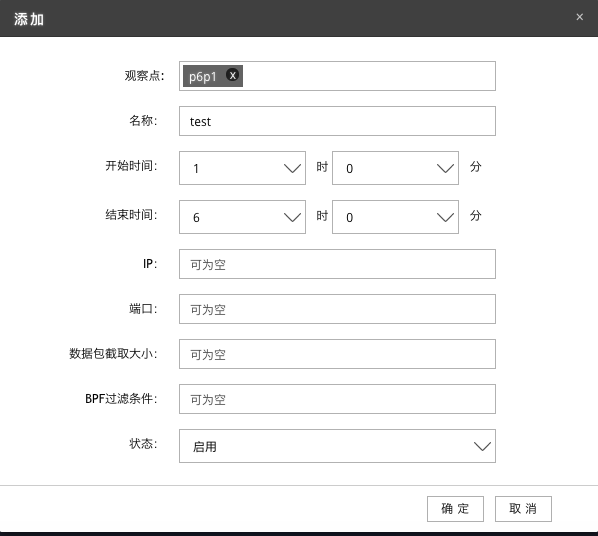 添加 ×
观察点: p6p1 x
名称: test
开始时间: 1 时 0 分
结束时间: 6 时 0 分
IP: 可为空
端口: 可为空
数据包截取大小: 可为空
BPF过滤条件: 可为空
状态: 启用
确 定 取 消